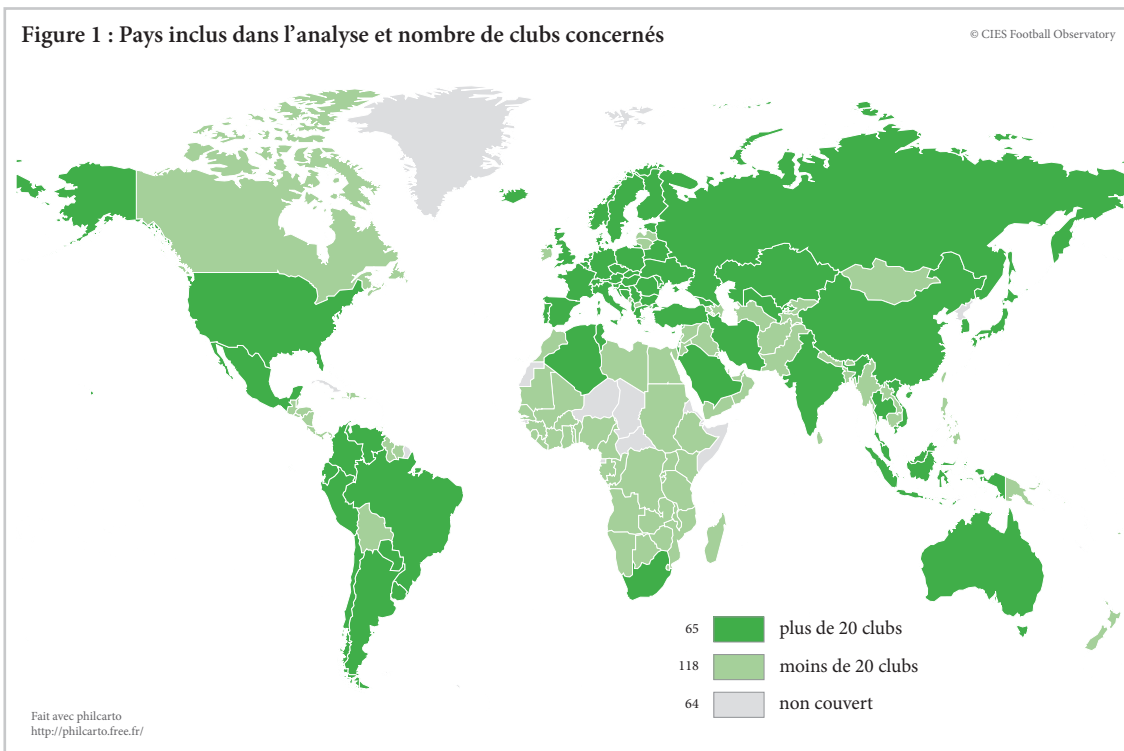 Figure 1 : Pays inclus dans l’analyse et nombre de clubs concernés
© CIES Football Observatory
65 plus de 20 clubs
118 moins de 20 clubs
64 non couvert
Fait avec philcarto
http://philcarto.free.fr/